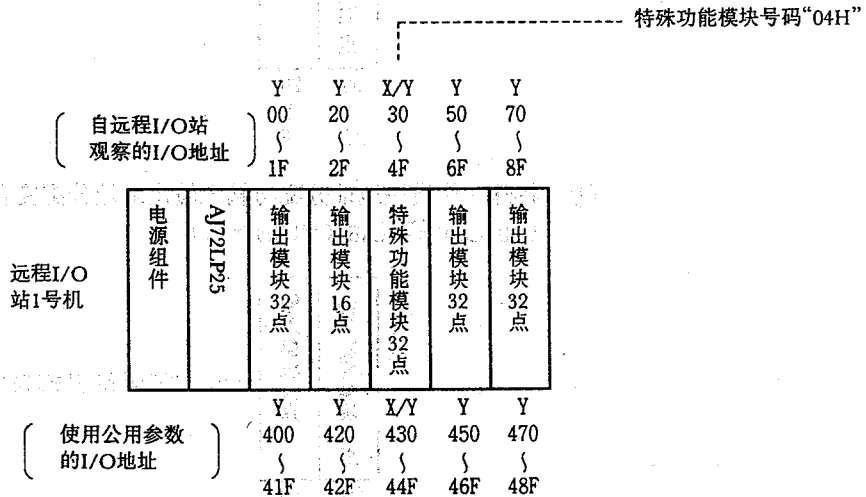 特殊功能模块号码“04H”
Y Y X/Y Y Y
00 20 30 50 70
自远程I/O站
观察的I/O地址
~ ~ ~ ~ ~
1F 2F 4F 6F 8F
远程I/O
站1号机
电源组件
AJ72LP25
输出模块32点
输出模块16点
特殊功能模块32点
输出模块32点
输出模块32点
Y Y X/Y Y Y
使用公用参数
的I/O地址
400 420 430 450 470
~ ~ ~ ~ ~
41F 42F 44F 46F 48F